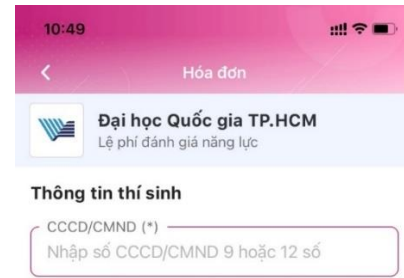 10:49
Hóa đơn
Đại học Quốc gia TP.HCM
Lệ phí đánh giá năng lực
Thông tin thí sinh
CCCD/CMND (*)
Nhập số CCCD/CMND 9 hoặc 12 số